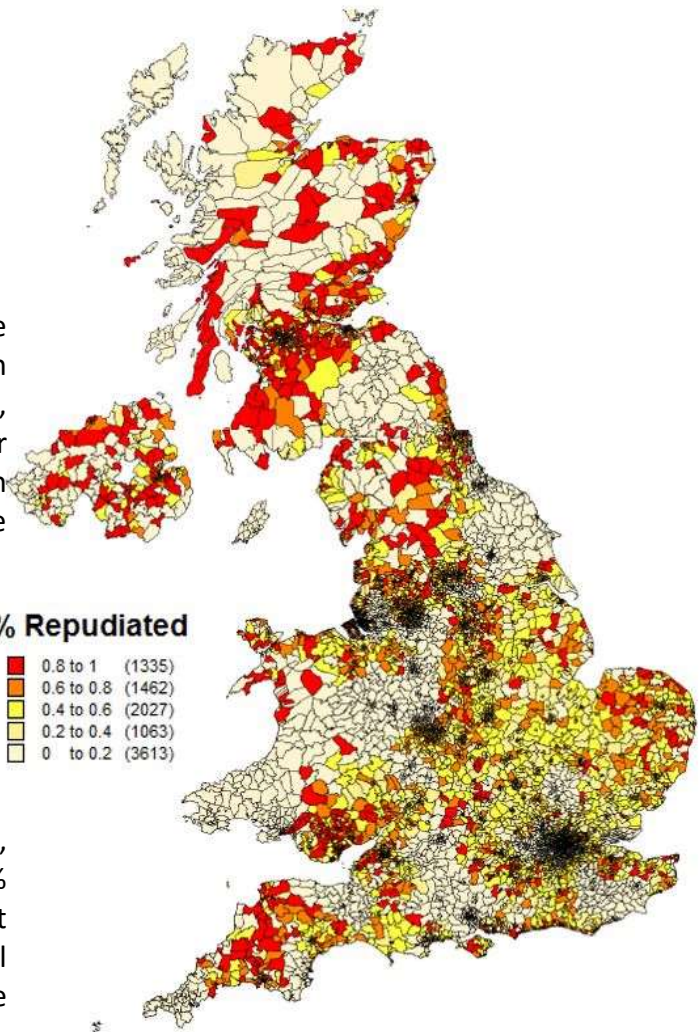 e
n
,
r
n
e
% Repudiated
0.8 to 1 (1335)
0.6 to 0.8 (1462)
0.4 to 0.6 (2027)
0.2 to 0.4 (1063)
0 to 0.2 (3613)
,
%
t
l
e